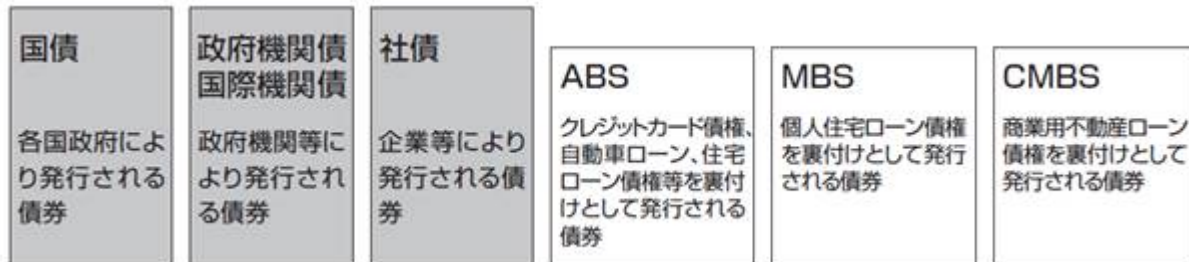 国債
各国政府によ
り発行される
債券
政府機関債
国際機関債
政府機関等に
より発行され
る債券
社債
企業等により
発行される債
券
ABS
クレジットカード債権、
自動車ローン、住宅
ローン債権等を裏付
けとして発行される
債券
MBS
個人住宅ローン債権
を裏付けとして発行
される債券
CMBS
商業用不動産ローン
債権を裏付けとして
発行される債券